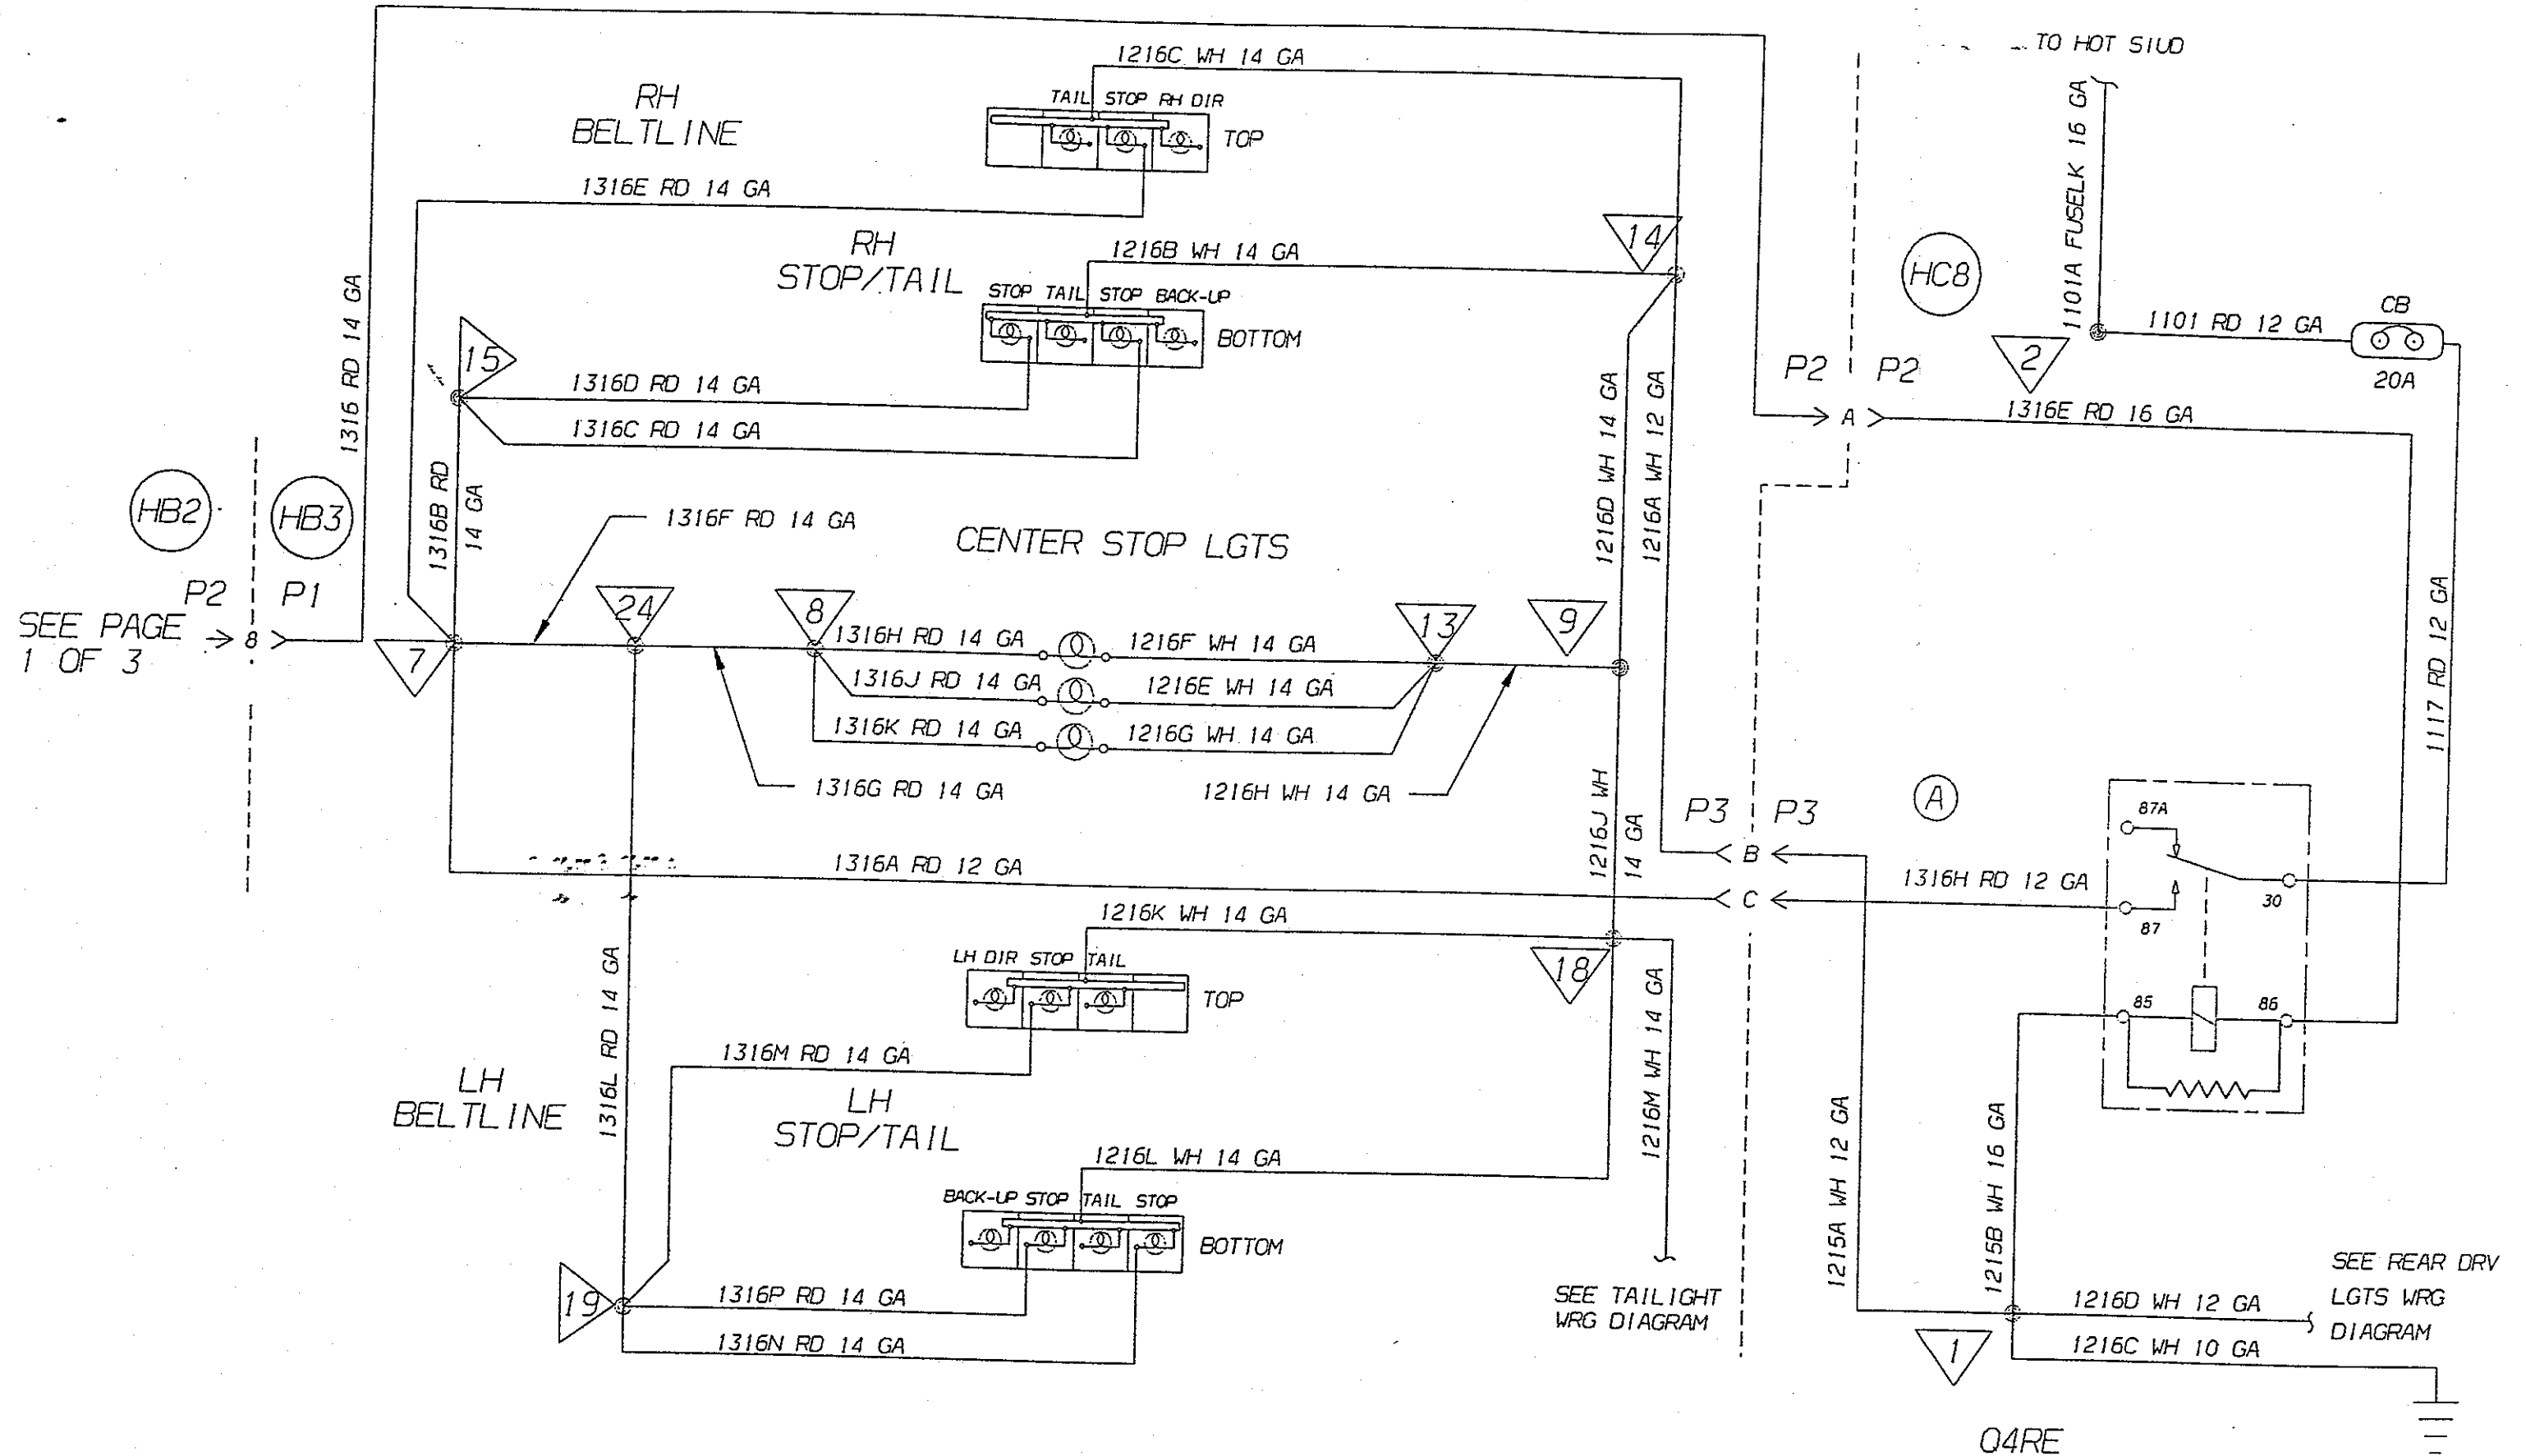 TO HOT STUD
1216C WH 14 GA
RH
BELTLINE
TAIL STOP RH DIR
TOP
1316E RD 14 GA
1316 RD 14 GA
RH
STOP/TAIL
1216B WH 14 GA
14
STOP TAIL STOP BACK-UP
BOTTOM
15
1316D RD 14 GA
1316C RD 14 GA
1316B RD
14 GA
1216D WH 14 GA
1216A WH 12 GA
HC8
1101A FUSELK 16 GA
1101 RD 12 GA
CB
20A
2
P2
P2
A
1316E RD 16 GA
1117 RD 12 GA
HB2
HB3
P2
P1
SEE PAGE
1 OF 3
8
7
1316F RD 14 GA
CENTER STOP LGTS
24
8
13
9
1316H RD 14 GA
1216F WH 14 GA
1316J RD 14 GA
1216E WH 14 GA
1316K RD 14 GA
1216G WH 14 GA
1316G RD 14 GA
1216H WH 14 GA
1216J WH
14 GA
P3
P3
A
B
C
1316A RD 12 GA
1316H RD 12 GA
87A
87
30
85
86
1216K WH 14 GA
LH DIR STOP TAIL
TOP
18
1316L RD 14 GA
1316M RD 14 GA
1216M WH 14 GA
LH
BELTLINE
LH
STOP/TAIL
1216L WH 14 GA
BACK-UP STOP TAIL STOP
BOTTOM
19
1316P RD 14 GA
1316N RD 14 GA
SEE TAILIGHT
WRG DIAGRAM
1215A WH 12 GA
1215B WH 16 GA
1216D WH 12 GA
SEE REAR DRV
LGTS WRG
DIAGRAM
1216C WH 10 GA
1
04RE